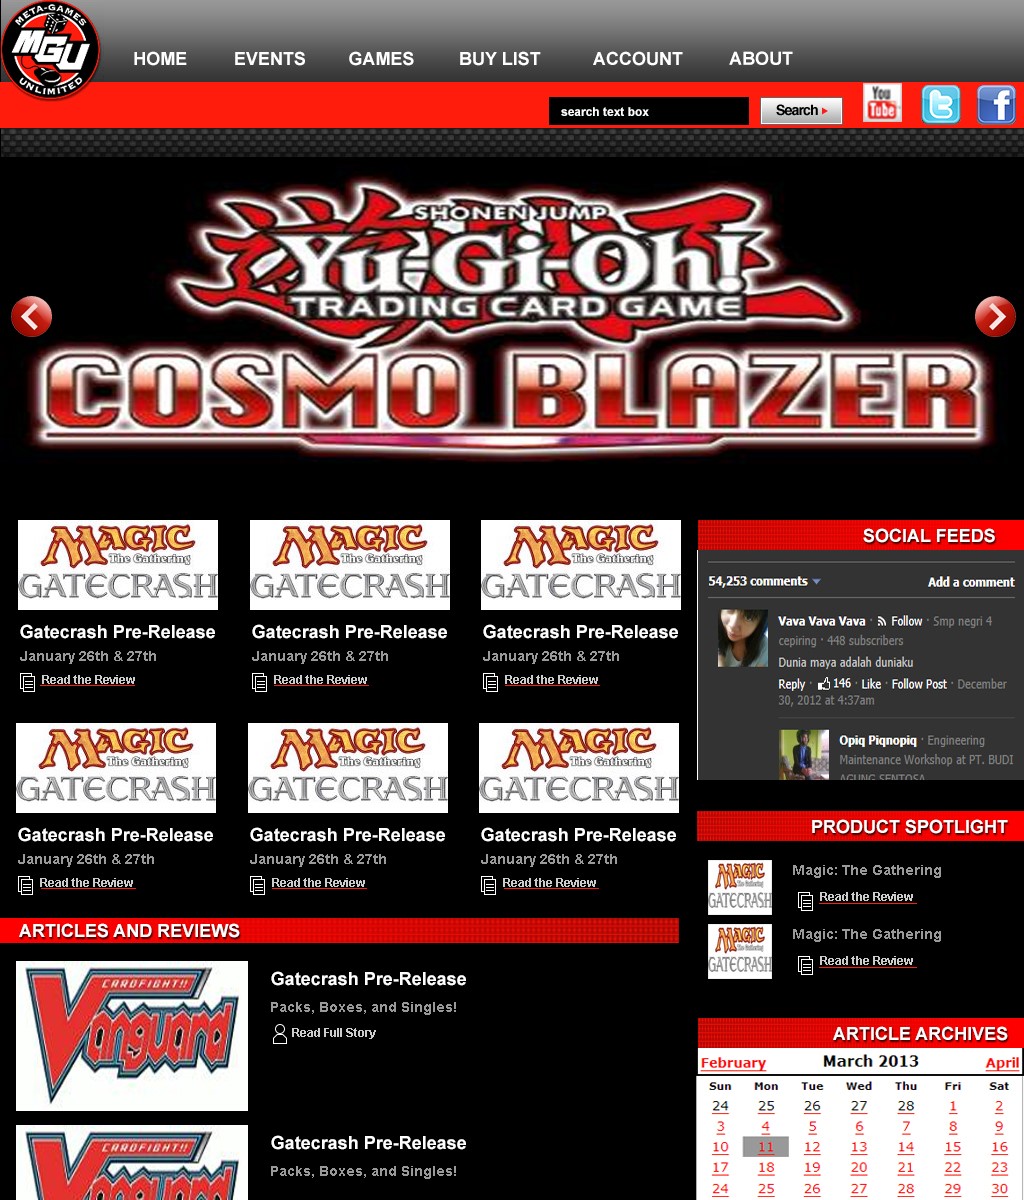 META-GAMES
MGU
UNLIMITED
HOME EVENTS GAMES BUY LIST ACCOUNT ABOUT
search text box
Search
You
Tube
t
f
SHONEN JUMP
Yu-Gi-Oh!
TRADING CARD GAME
COSMO BLAZER
MAGIC
The Gathering
GATECRASH
Gatecrash Pre-Release
January 26th & 27th
Read the Review
MAGIC
The Gathering
GATECRASH
Gatecrash Pre-Release
January 26th & 27th
Read the Review
MAGIC
The Gathering
GATECRASH
Gatecrash Pre-Release
January 26th & 27th
Read the Review
MAGIC
The Gathering
GATECRASH
Gatecrash Pre-Release
January 26th & 27th
Read the Review
MAGIC
The Gathering
GATECRASH
Gatecrash Pre-Release
January 26th & 27th
Read the Review
MAGIC
The Gathering
GATECRASH
Gatecrash Pre-Release
January 26th & 27th
Read the Review
ARTICLES AND REVIEWS
CARDFIGHT!!
Vanguard
Gatecrash Pre-Release
Packs, Boxes, and Singles!
Read Full Story
CARDFIGHT!!
Gatecrash Pre-Release
Packs, Boxes, and Singles!
SOCIAL FEEDS
54,253 comments Add a comment
Vava Vava Vava · Follow · Smp negri 4
cepiring · 448 subscribers
Dunia maya adalah duniaku
Reply · 146 · Like · Follow Post · December
30, 2012 at 4:37am
Opiq Piqnopiq · Engineering
Maintenance Workshop at PT. BUDI
AGUNG SENTOSA
PRODUCT SPOTLIGHT
MAGIC
The Gathering
GATECRASH
Magic: The Gathering
Read the Review
MAGIC
The Gathering
GATECRASH
Magic: The Gathering
Read the Review
ARTICLE ARCHIVES
February March 2013 April
Sun Mon Tue Wed Thu Fri Sat
24 25 26 27 28 1 2
3 4 5 6 7 8 9
10 11 12 13 14 15 16
17 18 19 20 21 22 23
24 25 26 27 28 29 30